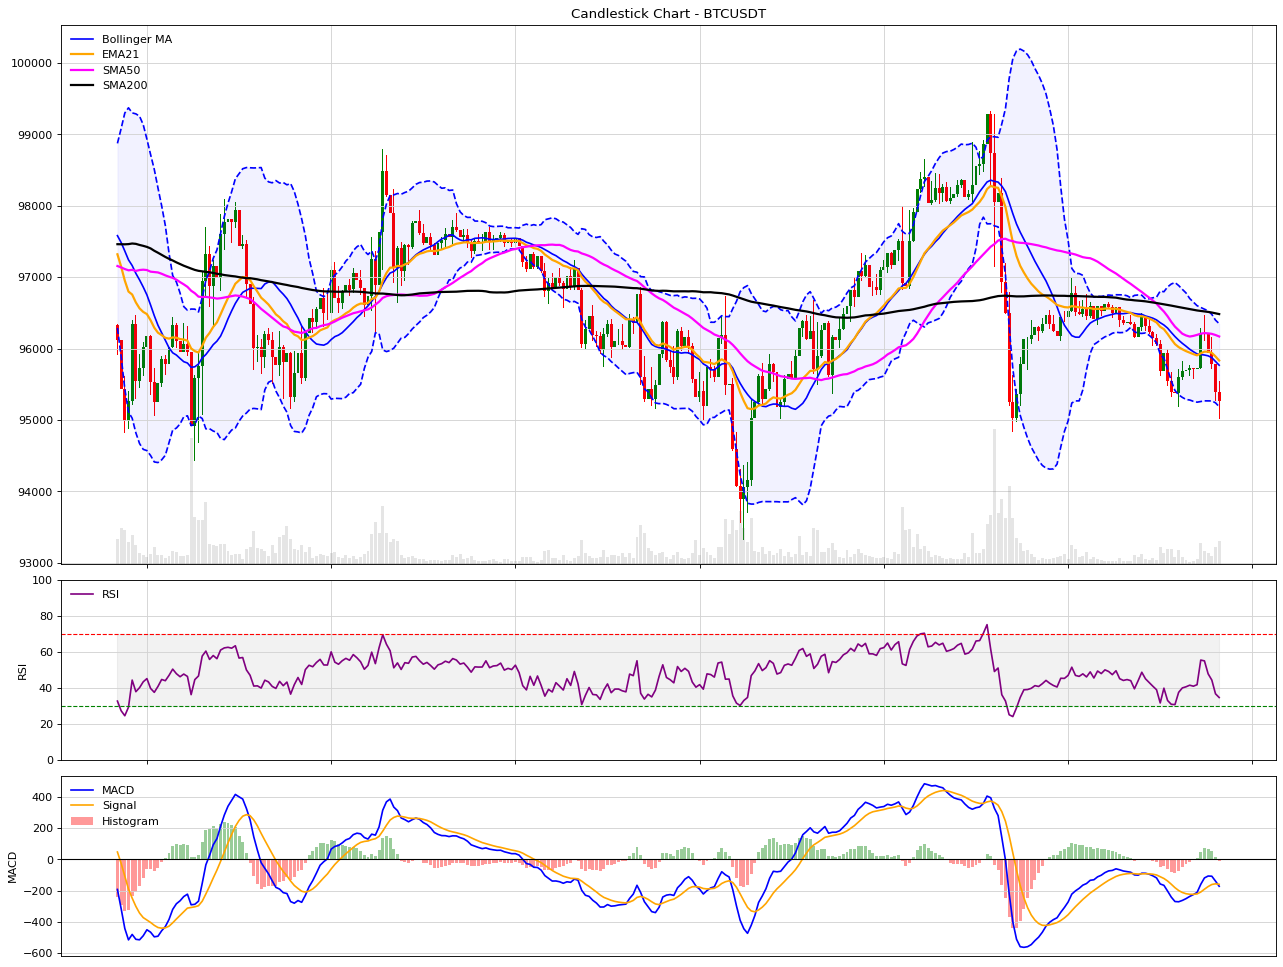 Candlestick Chart - BTCUSDT
Bollinger MA
EMA21
SMA50
SMA200
100000
99000
98000
97000
96000
95000
94000
93000
RSI
100
80
60
40
20
0
RSI
MACD
Signal
Histogram
400
200
0
−200
−400
−600
MACD